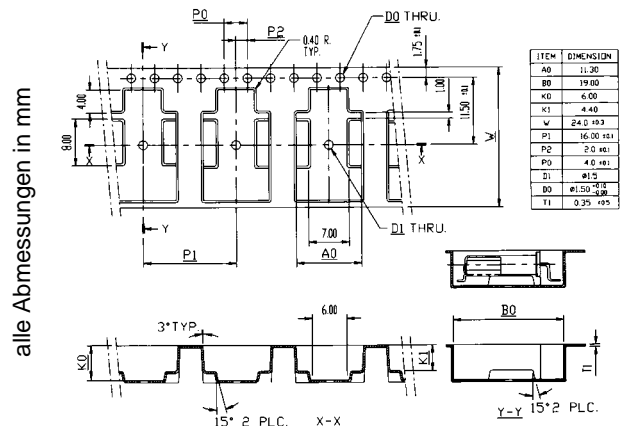 P0
P2
D0 THRU.
0.40 R.
TYP.
1.75 ±0.1
Y
4.00
8.00
X
X
1.00
11.50 ±0.1
W
Y
D1 THRU.
7.00
P1
A0
ITEM DIMENSION
A0 11.30
B0 19.00
K0 6.00
K1 4.40
W 24.0 ±0.3
P1 16.00 ±0.1
P2 2.0 ±0.1
P0 4.0 ±0.1
D1 ø1.5
D0 ø1.50 +0.10 -0.00
T1 0.35 ±05
alle Abmessungen in mm
3°TYP.
6.00
B0
K0
K1
T1
15° 2 PLC.
X-X
Y-Y
15°2 PLC.